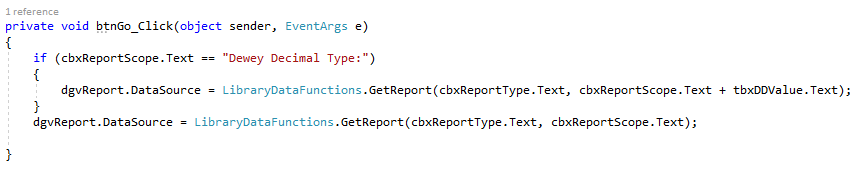 1 reference
private void btnGo_Click(object sender, EventArgs e)
{
    if (cbxReportScope.Text == "Dewey Decimal Type:")
    {
        dgvReport.DataSource = LibraryDataFunctions.GetReport(cbxReportType.Text, cbxReportScope.Text + tbxDDValue.Text);
    }
    dgvReport.DataSource = LibraryDataFunctions.GetReport(cbxReportType.Text, cbxReportScope.Text);
}